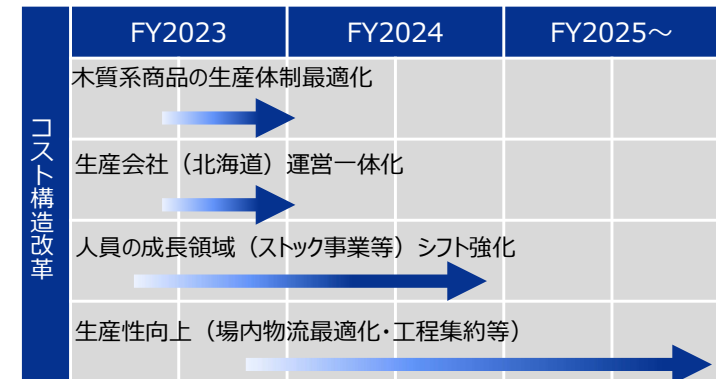 FY2023
FY2024
FY2025～
コスト構造改革
木質系商品の生産体制最適化
生産会社（北海道）運営一体化
人員の成長領域（ストック事業等）シフト強化
生産性向上（場内物流最適化・工程集約等）